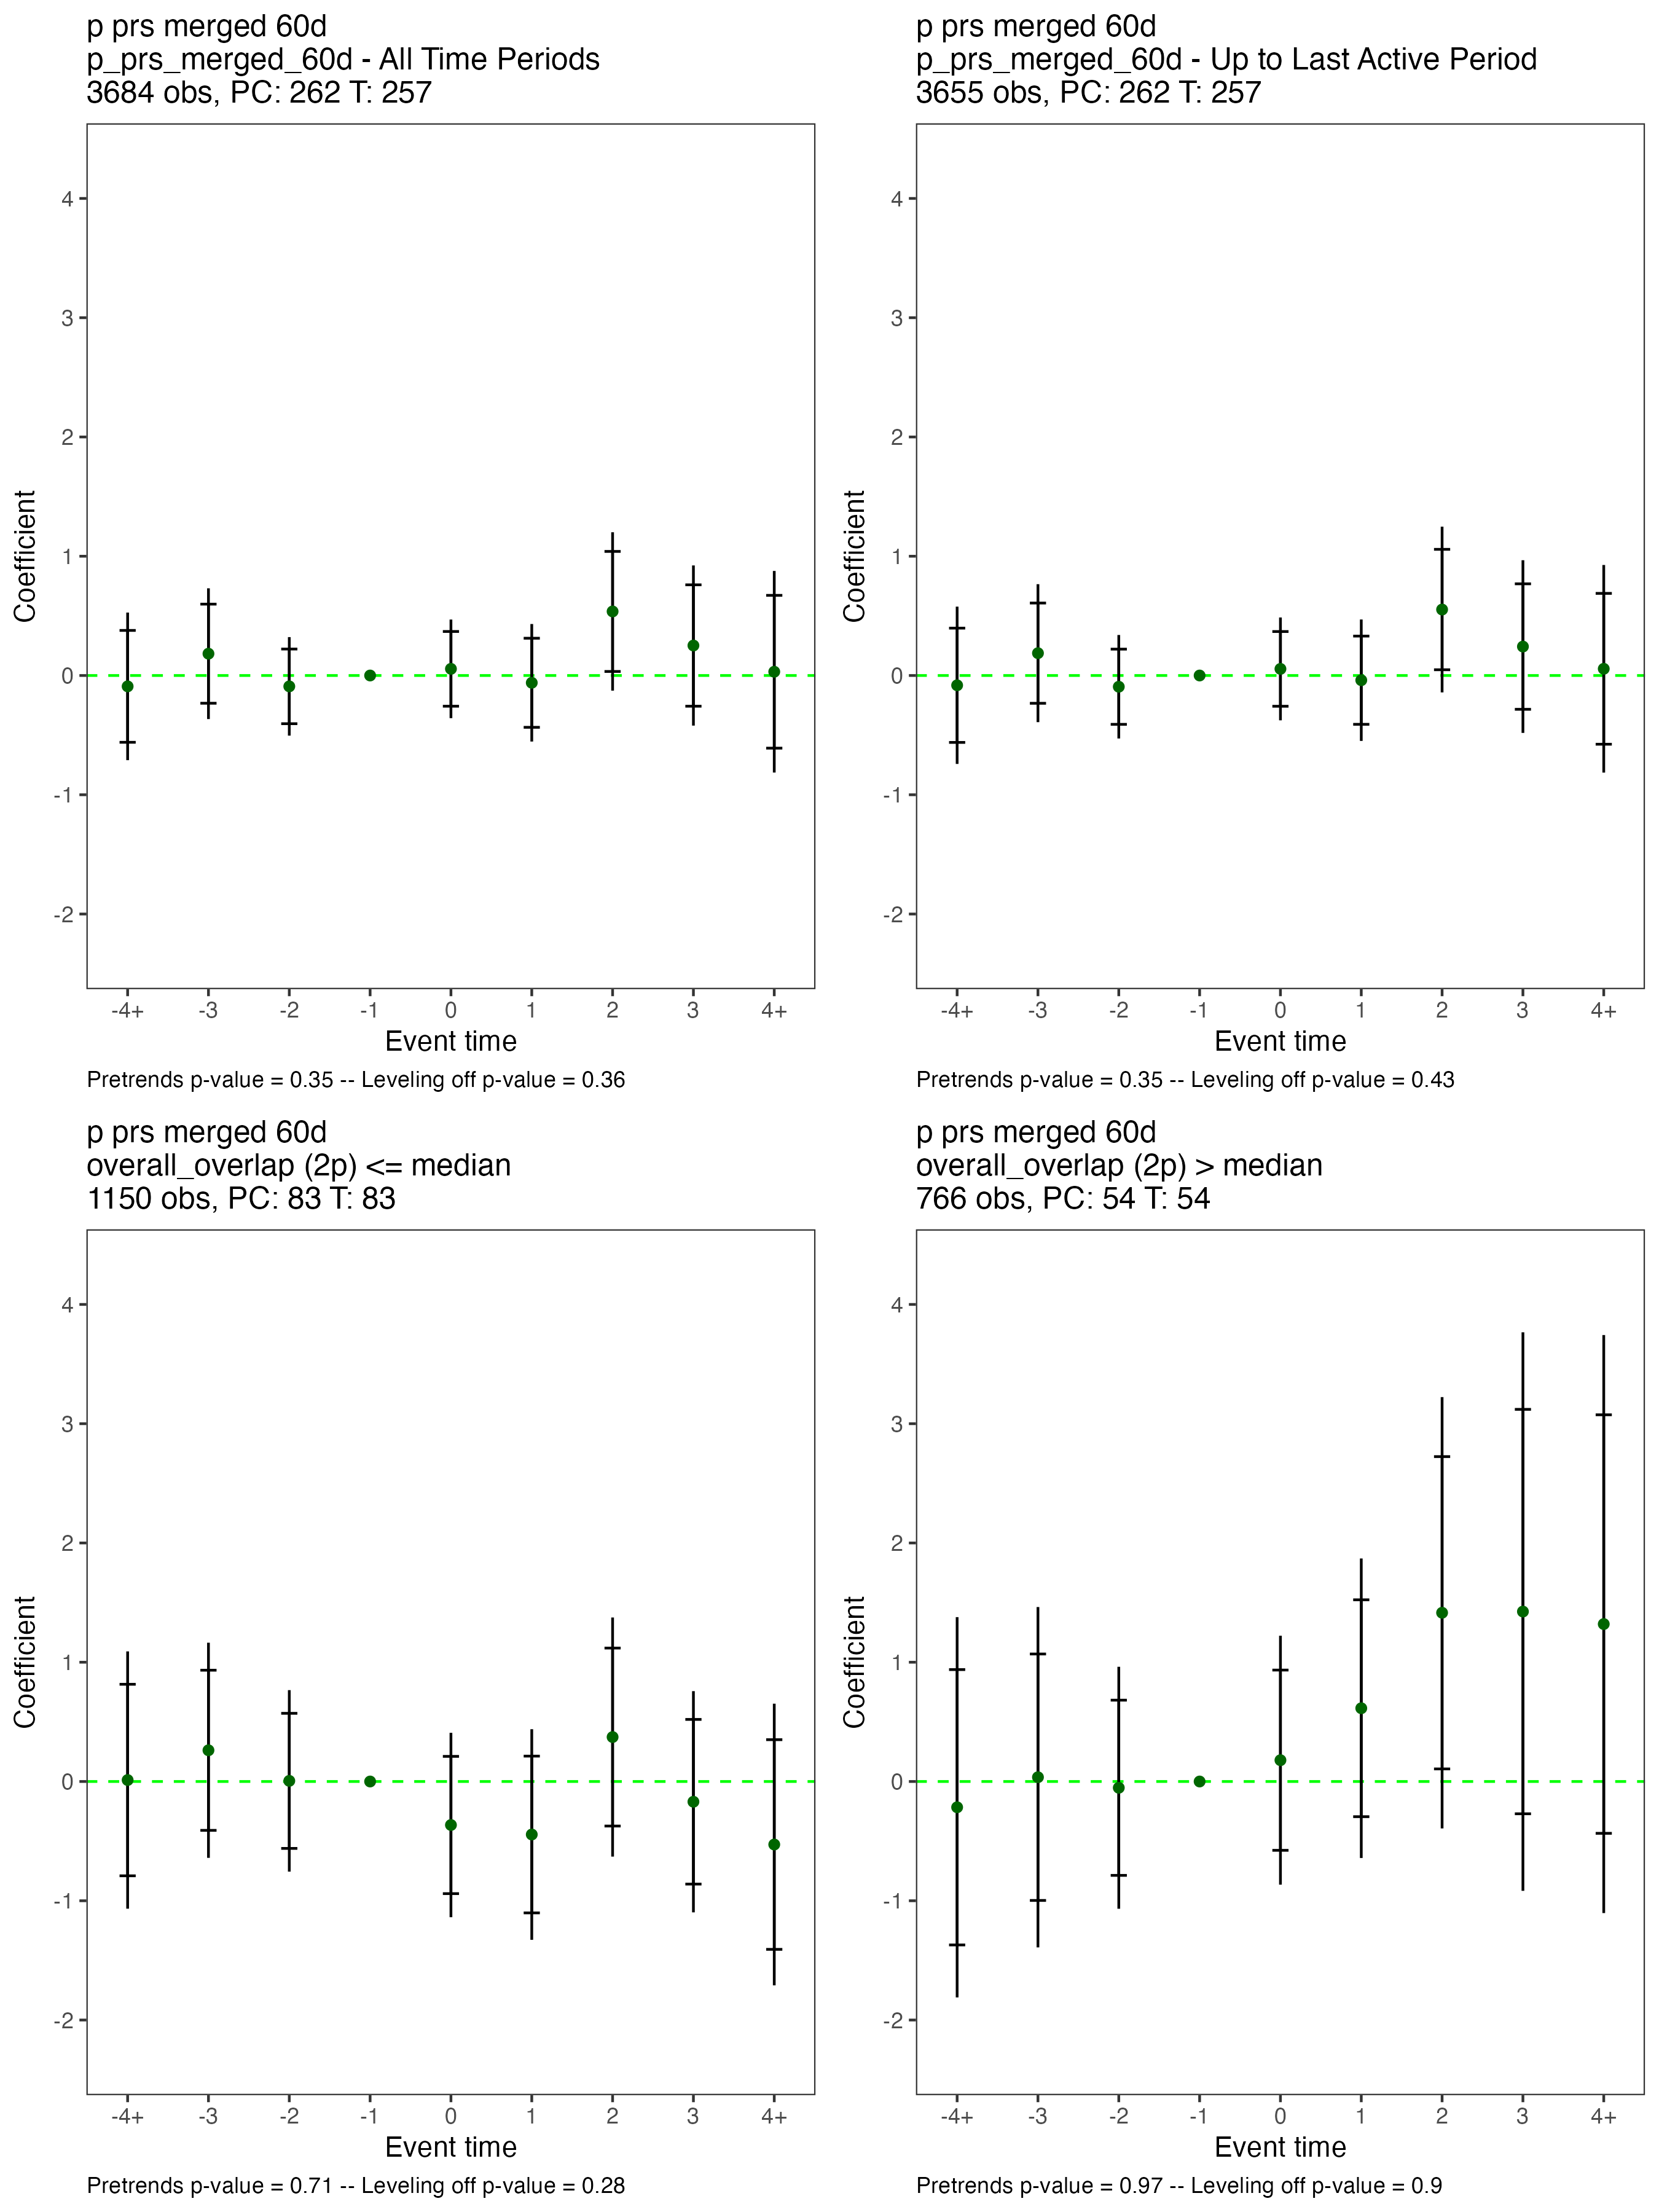 p prs merged 60d
p_prs_merged_60d - All Time Periods
3684 obs, PC: 262 T: 257
Coefficient
4
3
2
1
0
-1
-2
-4+ -3 -2 -1 0 1 2 3 4+
Event time
Pretrends p-value = 0.35 -- Leveling off p-value = 0.36
p prs merged 60d
p_prs_merged_60d - Up to Last Active Period
3655 obs, PC: 262 T: 257
Coefficient
4
3
2
1
0
-1
-2
-4+ -3 -2 -1 0 1 2 3 4+
Event time
Pretrends p-value = 0.35 -- Leveling off p-value = 0.43
p prs merged 60d
overall_overlap (2p) <= median
1150 obs, PC: 83 T: 83
Coefficient
4
3
2
1
0
-1
-2
-4+ -3 -2 -1 0 1 2 3 4+
Event time
Pretrends p-value = 0.71 -- Leveling off p-value = 0.28
p prs merged 60d
overall_overlap (2p) > median
766 obs, PC: 54 T: 54
Coefficient
4
3
2
1
0
-1
-2
-4+ -3 -2 -1 0 1 2 3 4+
Event time
Pretrends p-value = 0.97 -- Leveling off p-value = 0.9